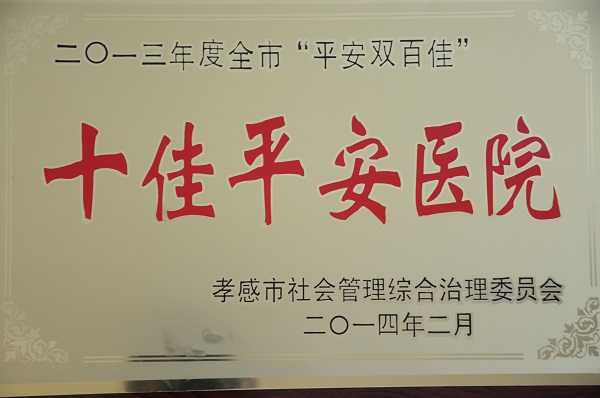 二〇一三年度全市“平安双百佳”
十佳平安医院
孝感市社会管理综合治理委员会
二〇一四年二月